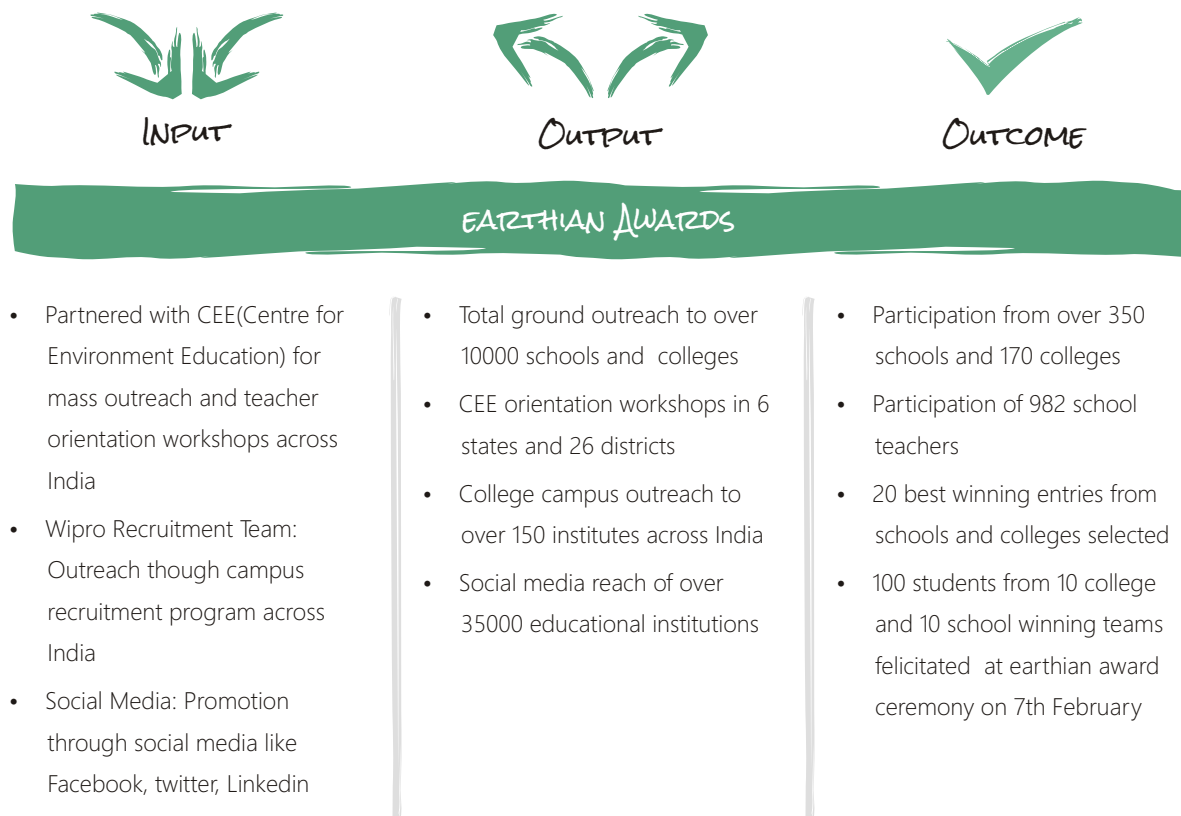 INPUT
OUTPUT
OUTCOME
EARTHIAN AWARDS
• Partnered with CEE(Centre for
Environment Education) for
mass outreach and teacher
orientation workshops across
India
• Wipro Recruitment Team:
Outreach though campus
recruitment program across
India
• Social Media: Promotion
through social media like
Facebook, twitter, Linkedin
• Total ground outreach to over
10000 schools and colleges
• CEE orientation workshops in 6
states and 26 districts
• College campus outreach to
over 150 institutes across India
• Social media reach of over
35000 educational institutions
• Participation from over 350
schools and 170 colleges
• Participation of 982 school
teachers
• 20 best winning entries from
schools and colleges selected
• 100 students from 10 college
and 10 school winning teams
felicitated at earthian award
ceremony on 7th February